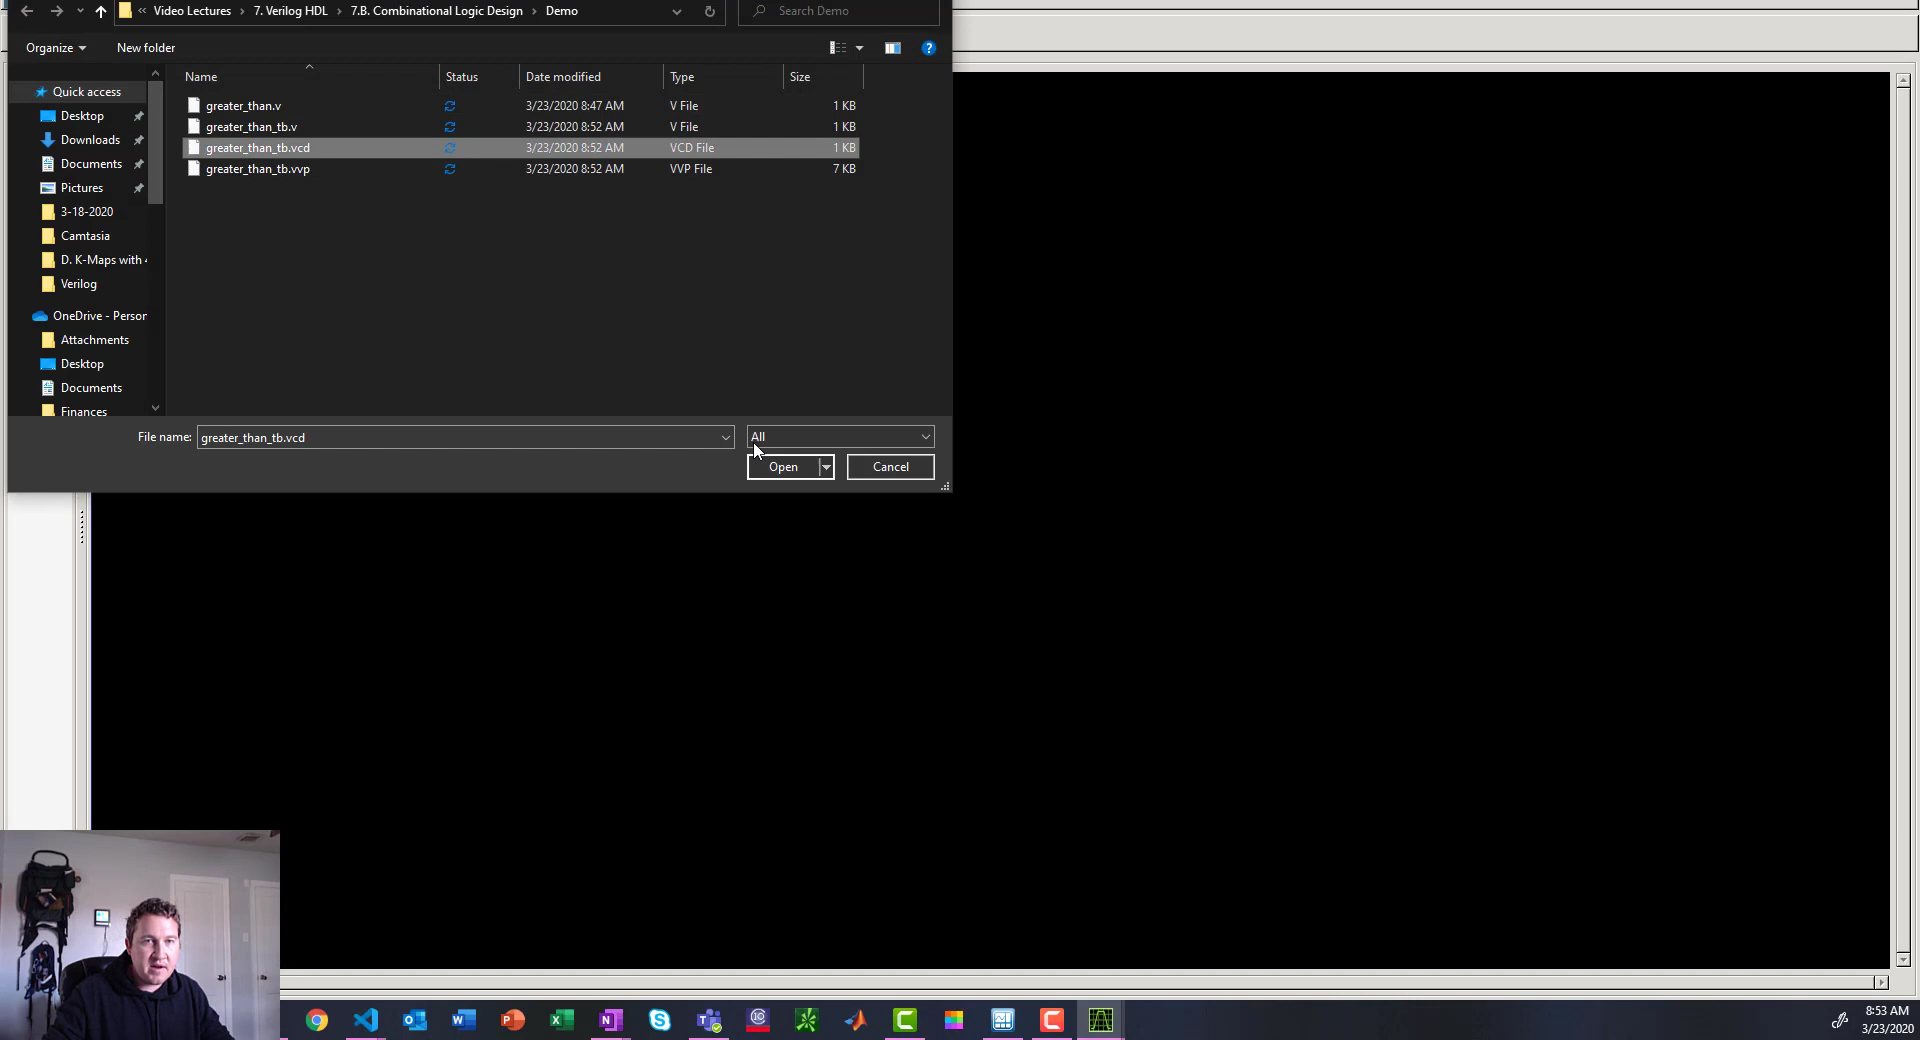 « Video Lectures › 7. Verilog HDL › 7.B. Combinational Logic Design › Demo
Search Demo
Organize
New folder
?
Name Status Date modified Type Size
greater_than.v 3/23/2020 8:47 AM V File 1 KB
greater_than_tb.v 3/23/2020 8:52 AM V File 1 KB
greater_than_tb.vcd 3/23/2020 8:52 AM VCD File 1 KB
greater_than_tb.vvp 3/23/2020 8:52 AM VVP File 7 KB
Quick access
Desktop
Downloads
Documents
Pictures
3-18-2020
Camtasia
D. K-Maps with 4
Verilog
OneDrive - Person
Attachments
Desktop
Documents
Finances
File name: greater_than_tb.vcd
All
Open
Cancel
8:53 AM
3/23/2020